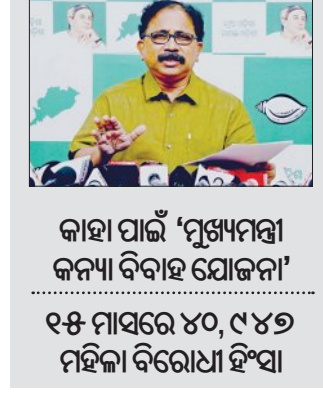 କାହା ପାଇଁ ‘ମୁଖ୍ୟମନ୍ତ୍ରୀ
କନ୍ୟା ବିବାହ ଯୋଜନା’
୧୫ ମାସରେ ୪୦,୯୪୭
ମହିଳା ବିରୋଧୀ ହିଂସା